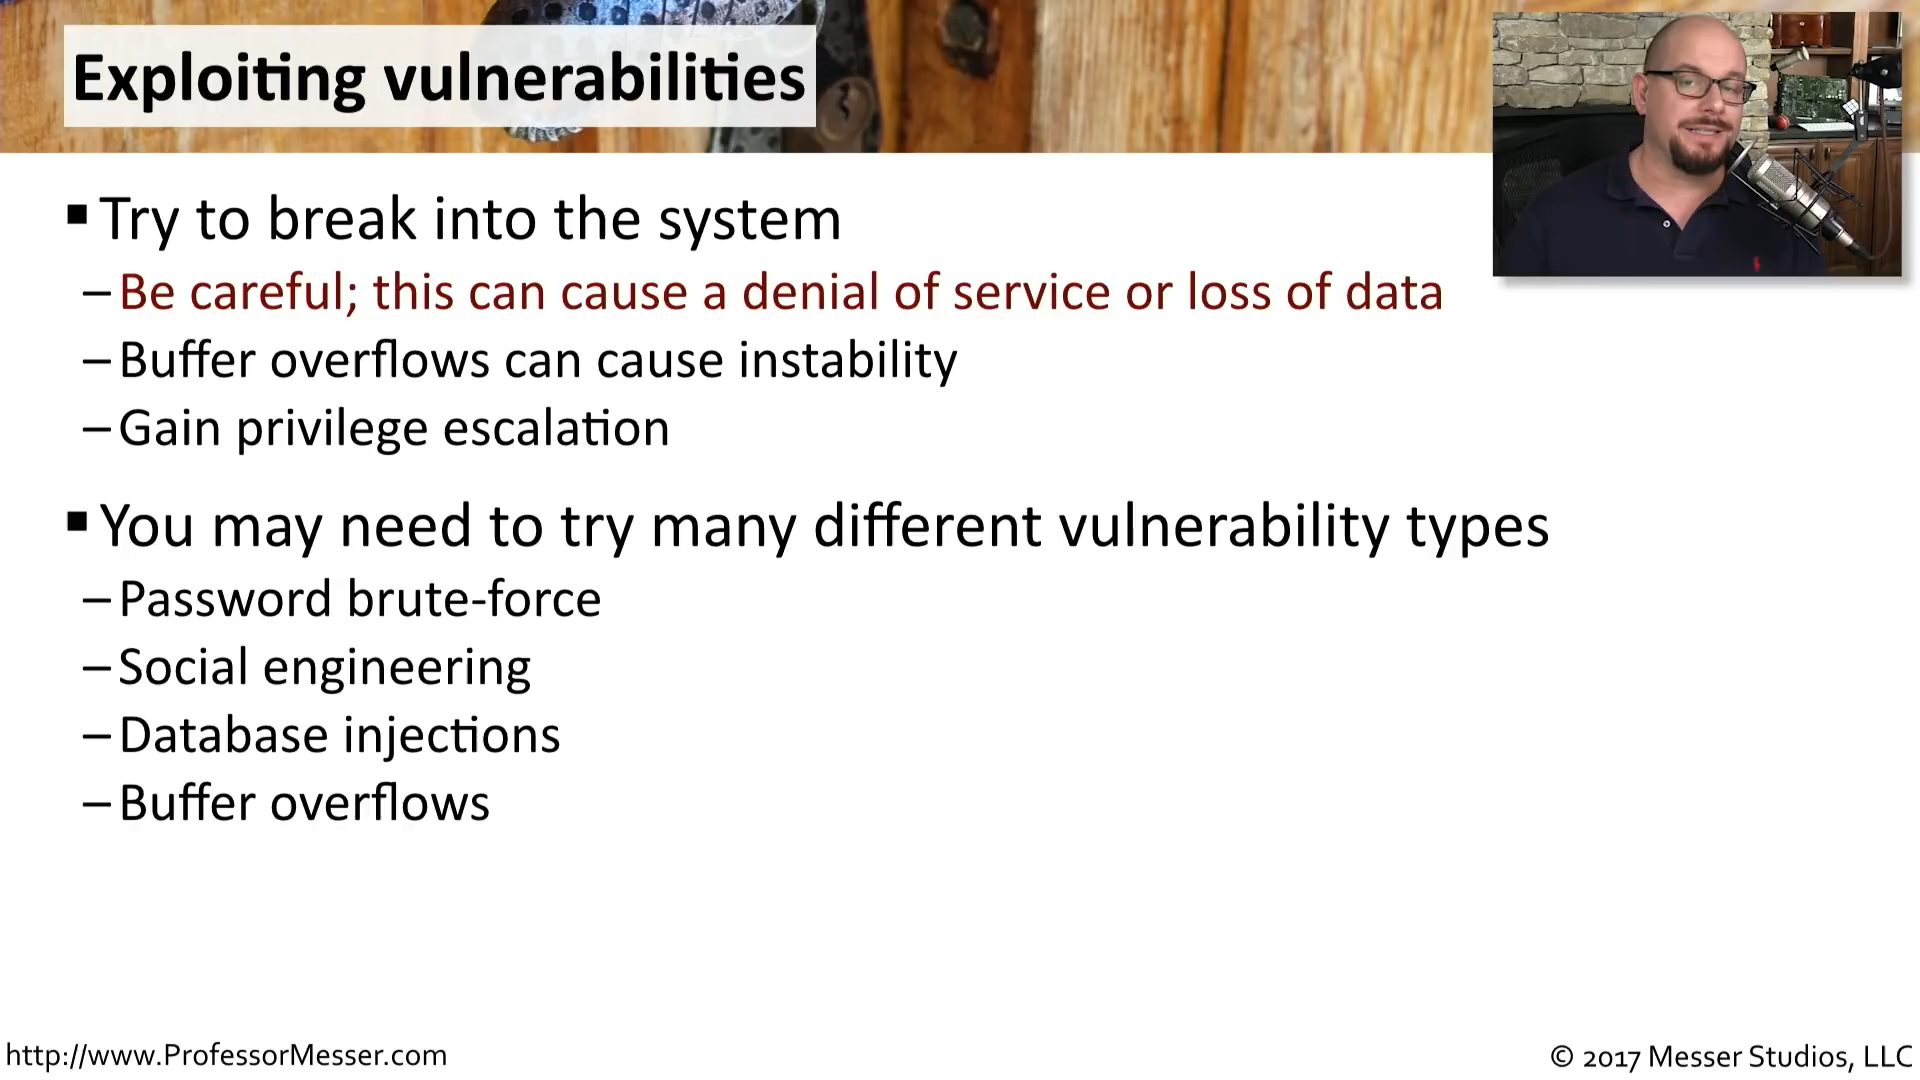 Exploiting vulnerabilities
▪ Try to break into the system
– Be careful; this can cause a denial of service or loss of data
– Buffer overflows can cause instability
– Gain privilege escalation
▪ You may need to try many different vulnerability types
– Password brute-force
– Social engineering
– Database injections
– Buffer overflows
http://www.ProfessorMesser.com
© 2017 Messer Studios, LLC